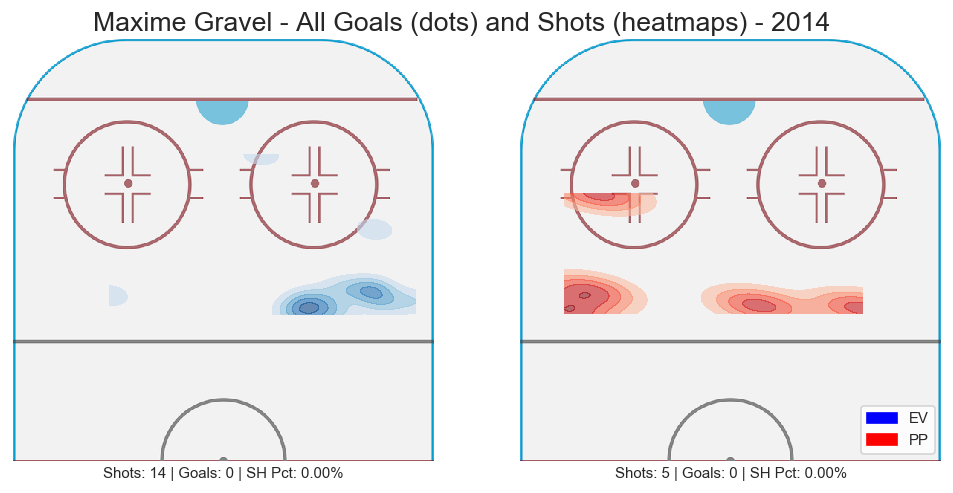 Maxime Gravel - All Goals (dots) and Shots (heatmaps) - 2014
EV
PP
Shots: 14 | Goals: 0 | SH Pct: 0.00%
Shots: 5 | Goals: 0 | SH Pct: 0.00%